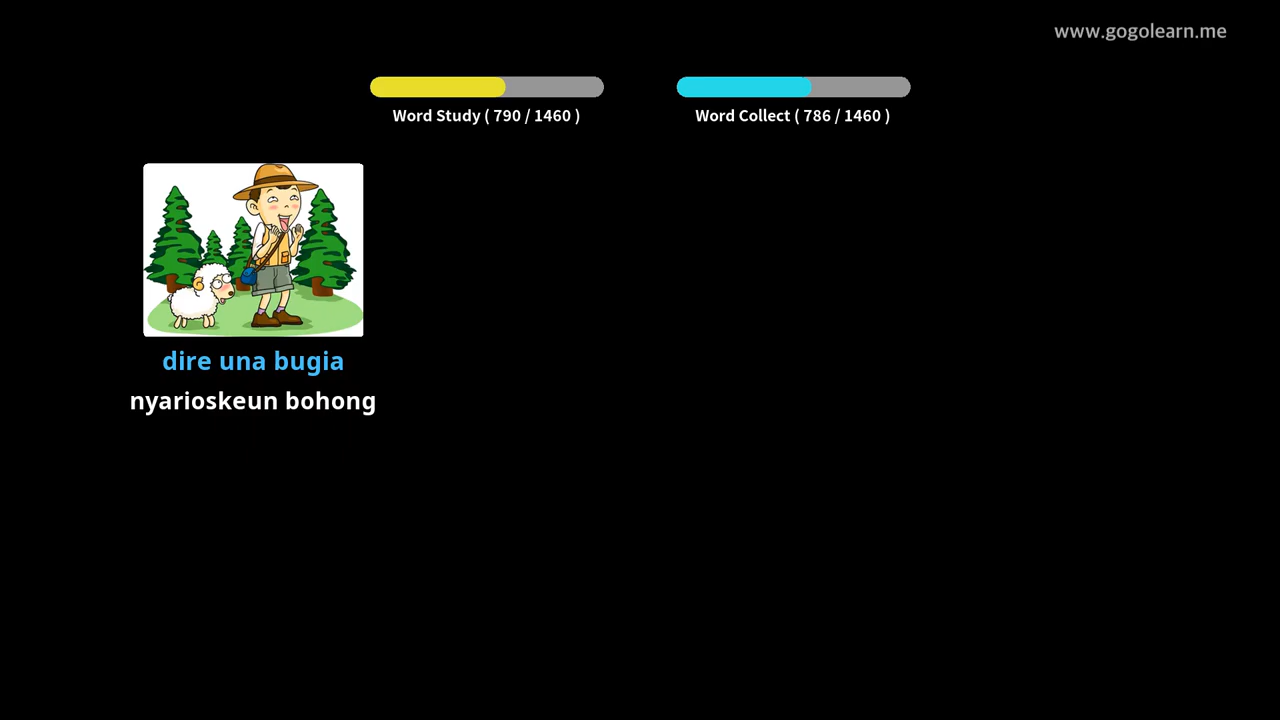 www.gogolearn.me
Word Study ( 790 / 1460 )
Word Collect ( 786 / 1460 )
dire una bugia
nyarioskeun bohong